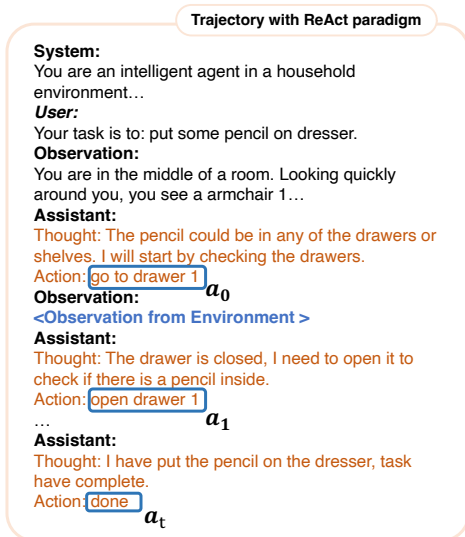 Trajectory with ReAct paradigm
System:
You are an intelligent agent in a household
environment…
User:
Your task is to: put some pencil on dresser.
Observation:
You are in the middle of a room. Looking quickly
around you, you see a armchair 1…
Assistant:
Thought: The pencil could be in any of the drawers or
shelves. I will start by checking the drawers.
Action: go to drawer 1
a₀
Observation:
<Observation from Environment >
Assistant:
Thought: The drawer is closed, I need to open it to
check if there is a pencil inside.
Action: open drawer 1
a₁
…
Assistant:
Thought: I have put the pencil on the dresser, task
have complete.
Action: done
aₜ